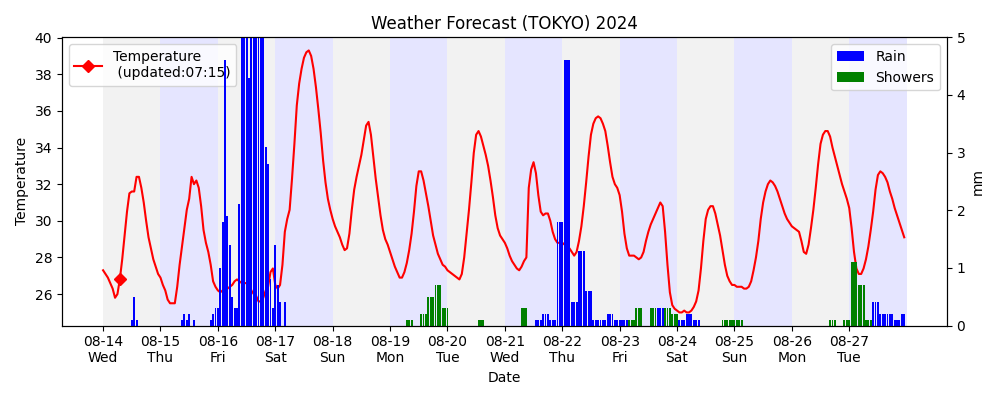 Weather Forecast (TOKYO) 2024
Temperature
(updated:07:15)
Rain
Showers
40
38
36
34
32
30
28
26
Temperature
5
4
3
2
1
0
mm
08-14 08-15 08-16 08-17 08-18 08-19 08-20 08-21 08-22 08-23 08-24 08-25 08-26 08-27
Wed Thu Fri Sat Sun Mon Tue Wed Thu Fri Sat Sun Mon Tue
Date